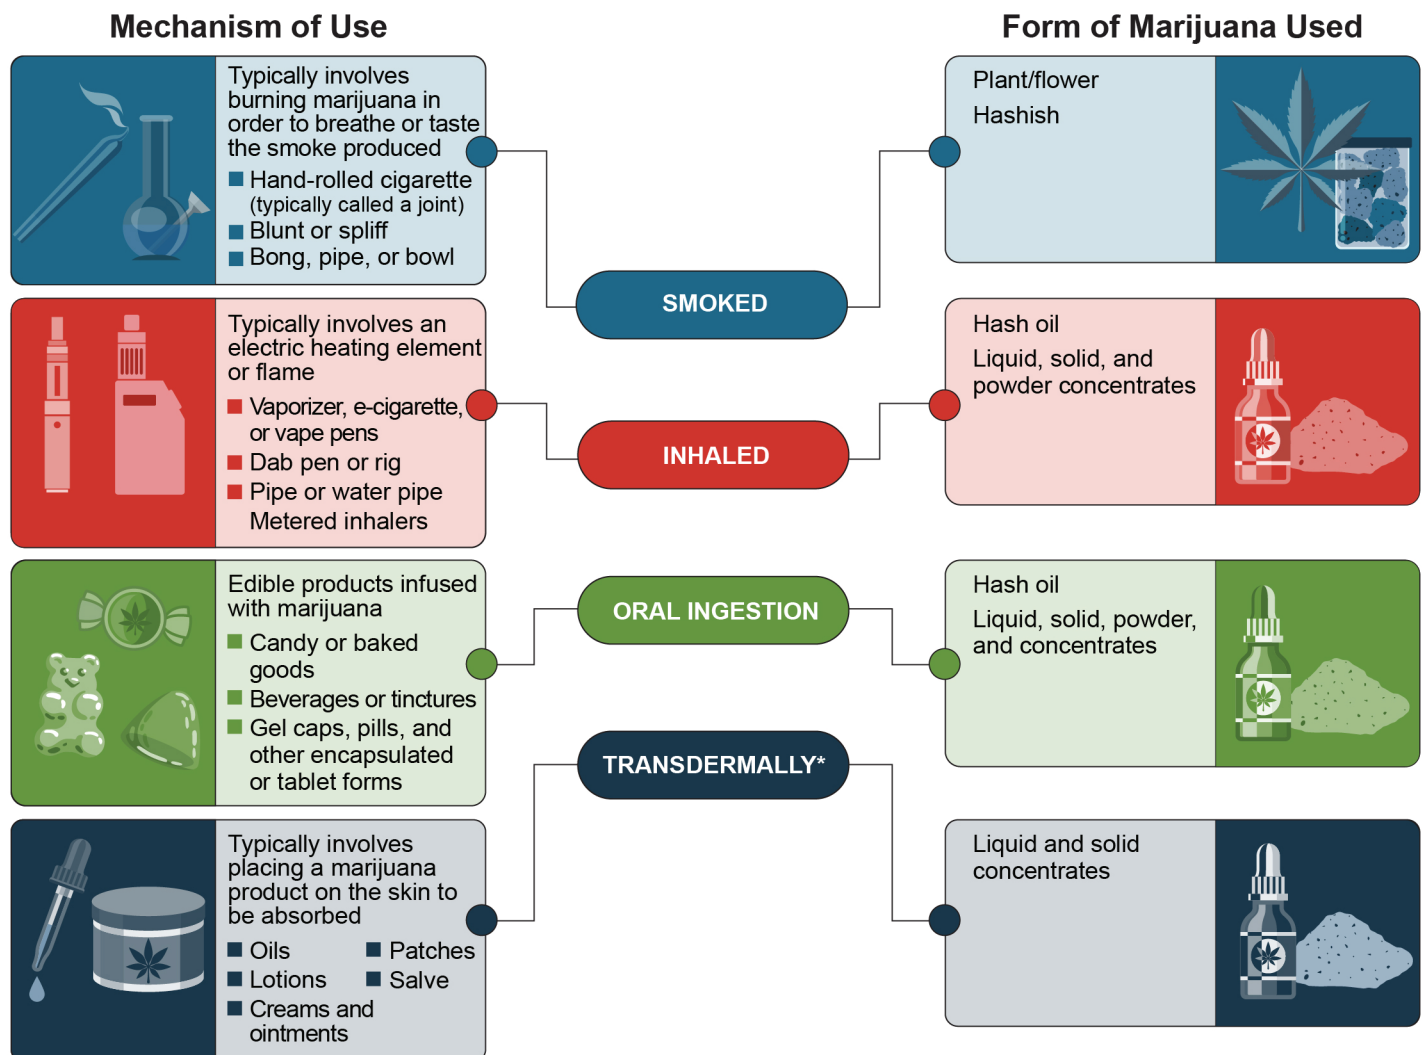 Mechanism of Use
Form of Marijuana Used
Typically involves
burning marijuana in
order to breathe or taste
the smoke produced
Hand-rolled cigarette
(typically called a joint)
Blunt or spliff
Bong, pipe, or bowl
SMOKED
Plant/flower
Hashish
Typically involves an
electric heating element
or flame
Vaporizer, e-cigarette,
or vape pens
Dab pen or rig
Pipe or water pipe
Metered inhalers
INHALED
Hash oil
Liquid, solid, and
powder concentrates
Edible products infused
with marijuana
Candy or baked
goods
Beverages or tinctures
Gel caps, pills, and
other encapsulated
or tablet forms
ORAL INGESTION
Hash oil
Liquid, solid, powder,
and concentrates
Typically involves
placing a marijuana
product on the skin to
be absorbed
Oils
Patches
Lotions
Salve
Creams and
ointments
TRANSDERMALLY*
Liquid and solid
concentrates